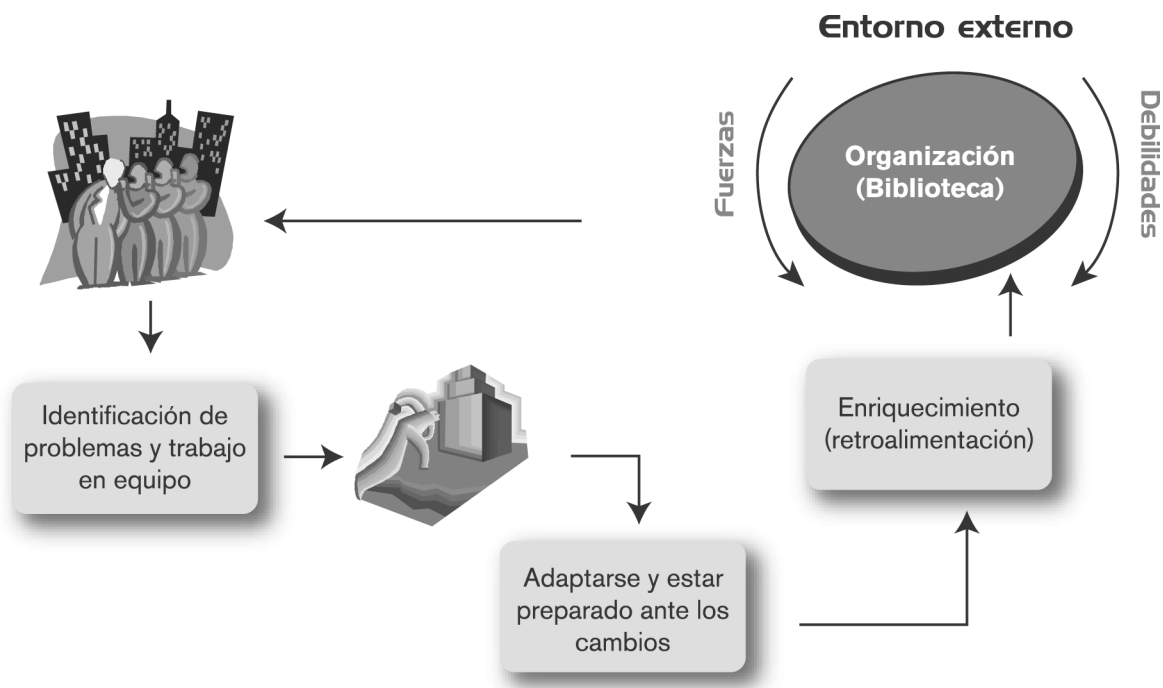 Entorno externo
Fuerzas
Organización
(Biblioteca)
Debilidades
Identificación de
problemas y trabajo
en equipo
Adaptarse y estar
preparado ante los
cambios
Enriquecimiento
(retroalimentación)